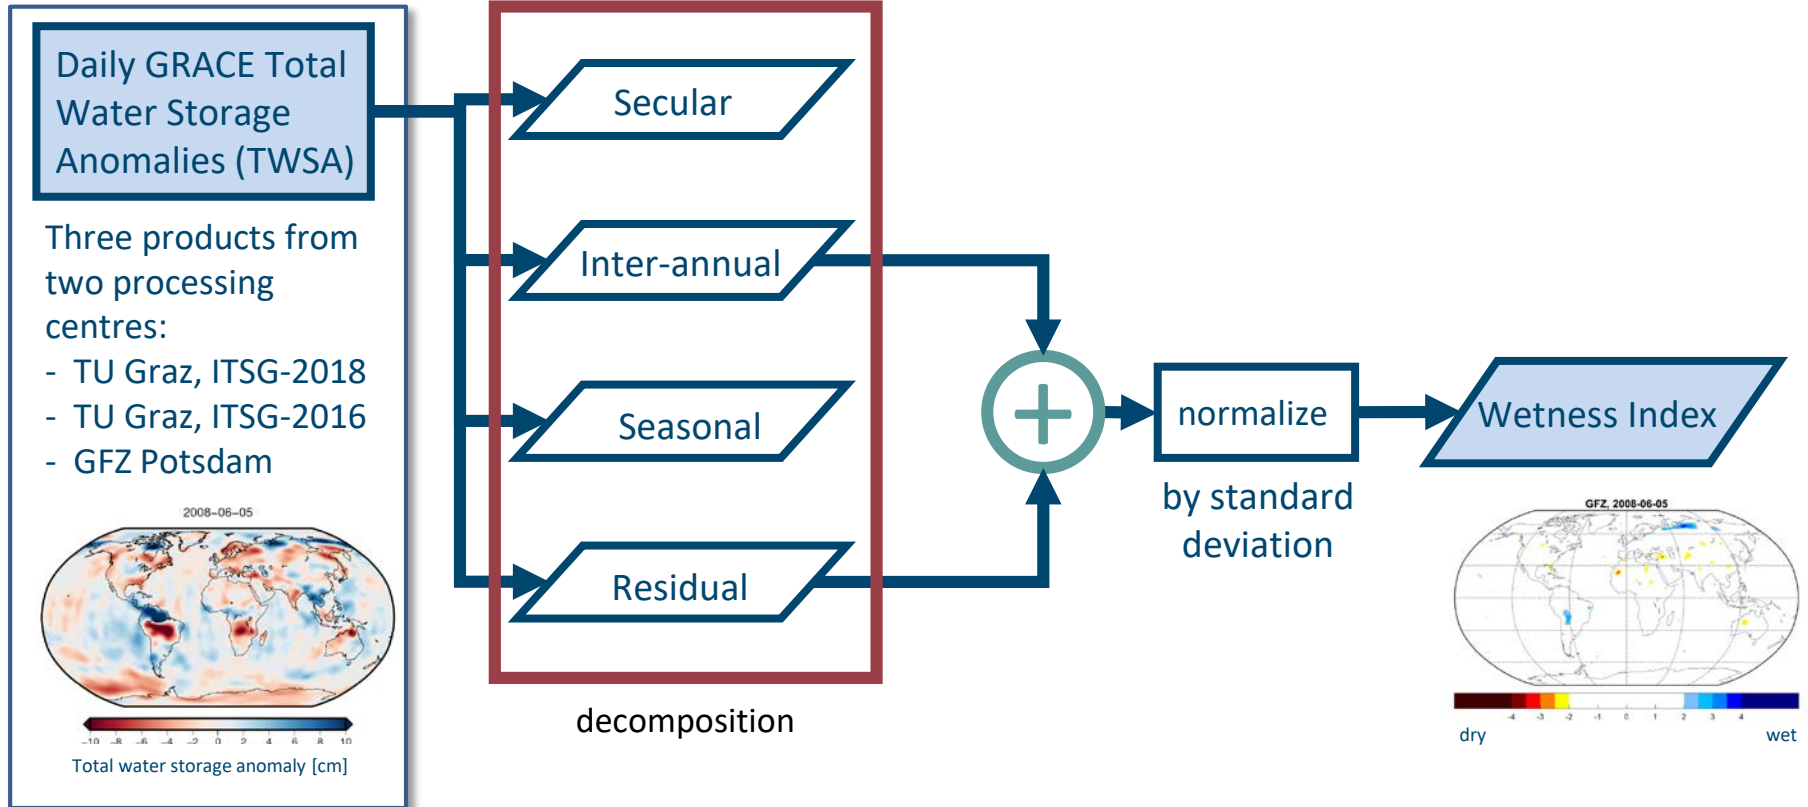 Daily GRACE Total
Water Storage
Anomalies (TWSA)
Three products from
two processing
centres:
- TU Graz, ITSG-2018
- TU Graz, ITSG-2016
- GFZ Potsdam
2008-06-05
-10 -8 -6 -4 -2 0 2 4 6 8 10
Total water storage anomaly [cm]
Secular
Inter-annual
Seasonal
Residual
decomposition
+
normalize
by standard
deviation
Wetness Index
GFZ, 2008-06-05
-4 -3 -2 -1 0 1 2 3 4
dry wet